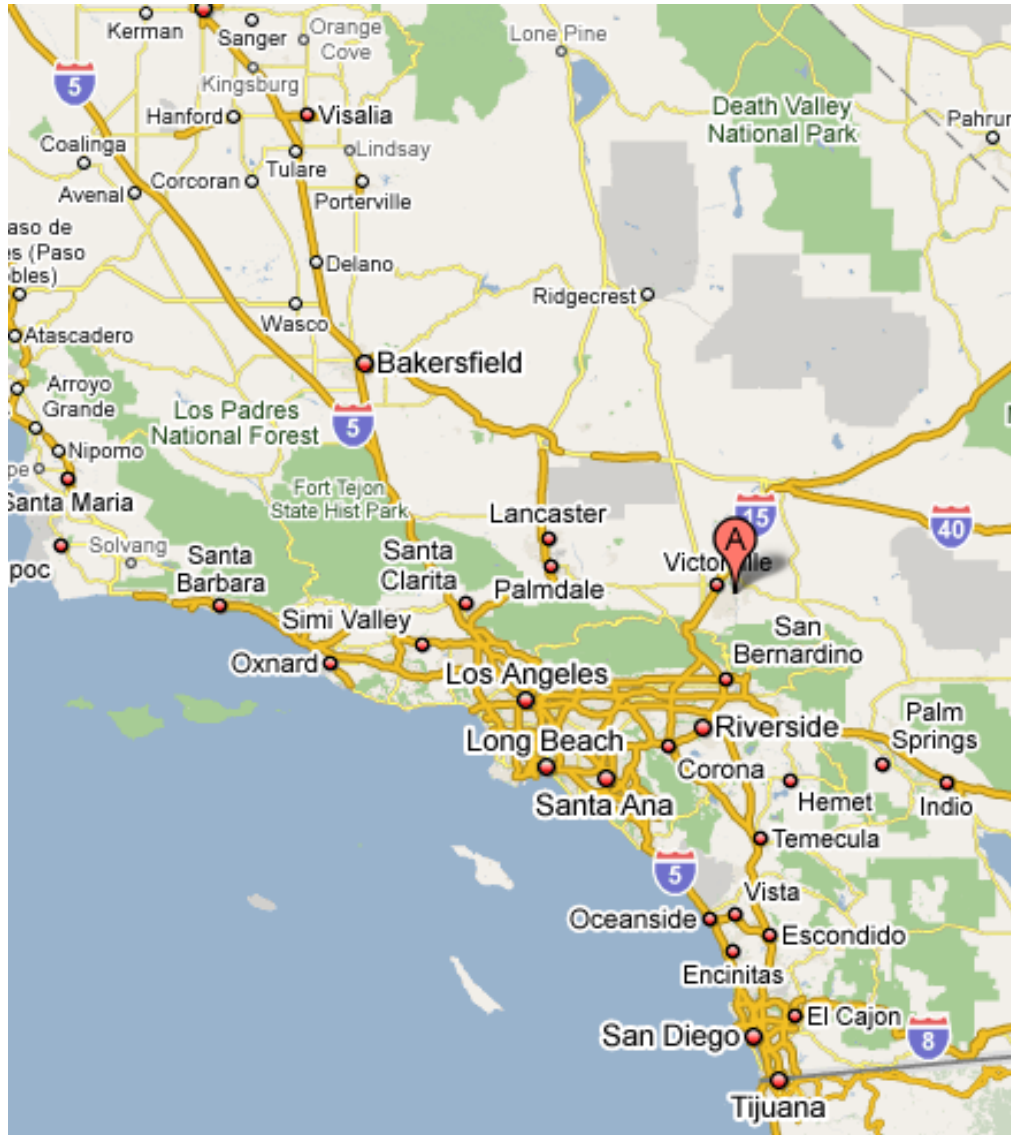 Kerman
Sanger
Orange
Cove
Lone Pine
5
Kingsburg
Hanford
Visalia
Death Valley
National Park
Pahrum
Coalinga
Lindsay
Tulare
Avenal
Corcoran
Porterville
aso de
es (Paso
obles)
Delano
Ridgecrest
Wasco
Atascadero
Bakersfield
Arroyo
Grande
Los Padres
National Forest
5
Nipomo
Santa Maria
Fort Tejon
State Hist Park
Lancaster
15
40
A
Solvang
poc
Santa
Barbara
Santa
Clarita
Palmdale
Simi Valley
San
Bernardino
Oxnard
Los Angeles
Riverside
Palm
Springs
Long Beach
Corona
Santa Ana
Hemet
Indio
Temecula
5
Vista
Oceanside
Escondido
Encinitas
El Cajon
San Diego
8
Tijuana